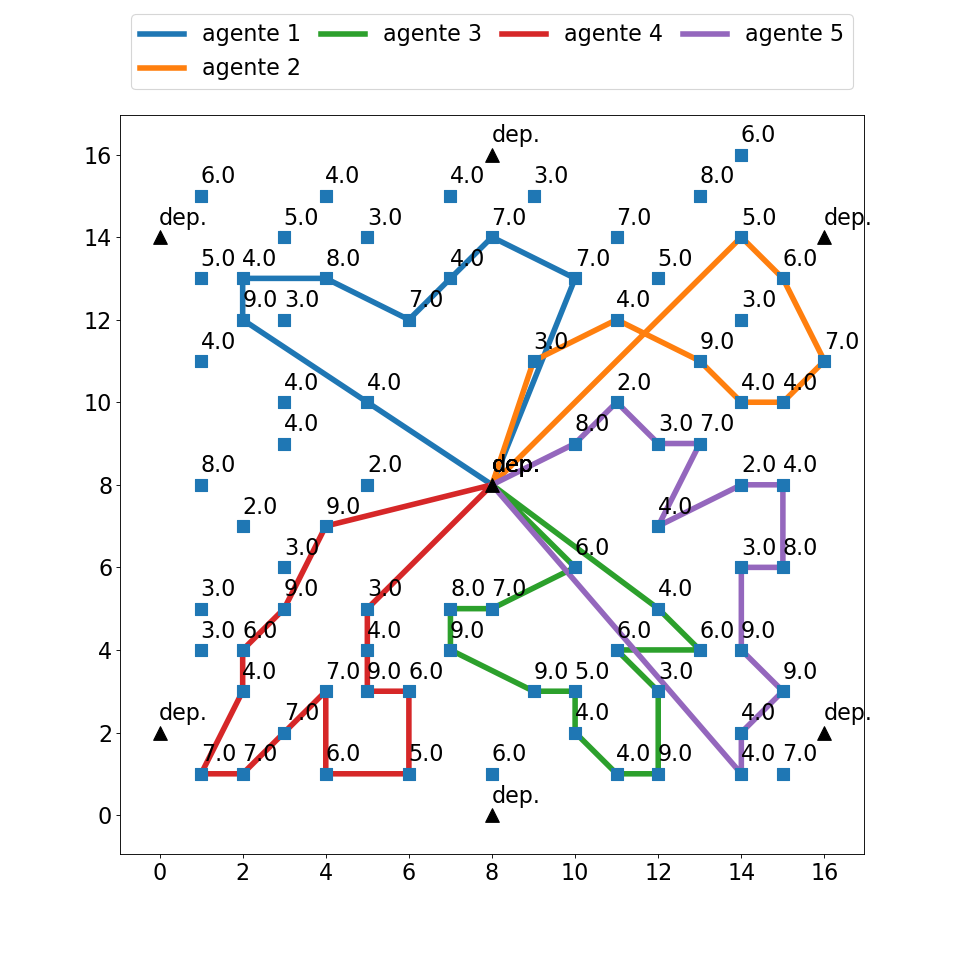 agente 1 agente 3 agente 4 agente 5
agente 2
dep. 6.0
16
6.0 4.0 4.0 3.0 8.0
dep. 5.0 3.0 7.0 7.0 5.0 dep.
14
5.0 4.0 8.0 4.0 7.0 5.0 6.0
9.0 3.0 7.0 4.0 3.0
12
4.0 3.0 9.0 7.0
4.0 4.0 2.0 4.0 4.0
10
4.0 8.0 3.0 7.0
8.0 2.0 dep. 2.0 4.0
8
2.0 9.0 4.0
3.0 6.0 3.0 8.0
6
3.0 9.0 3.0 8.0 7.0 4.0
3.0 6.0 4.0 9.0 6.0 6.0 9.0
4
4.0 7.0 9.0 6.0 9.0 5.0 3.0 9.0
dep. 7.0 4.0 4.0 dep.
2
7.0 7.0 6.0 5.0 6.0 4.0 9.0 4.0 7.0
dep.
0
0 2 4 6 8 10 12 14 16